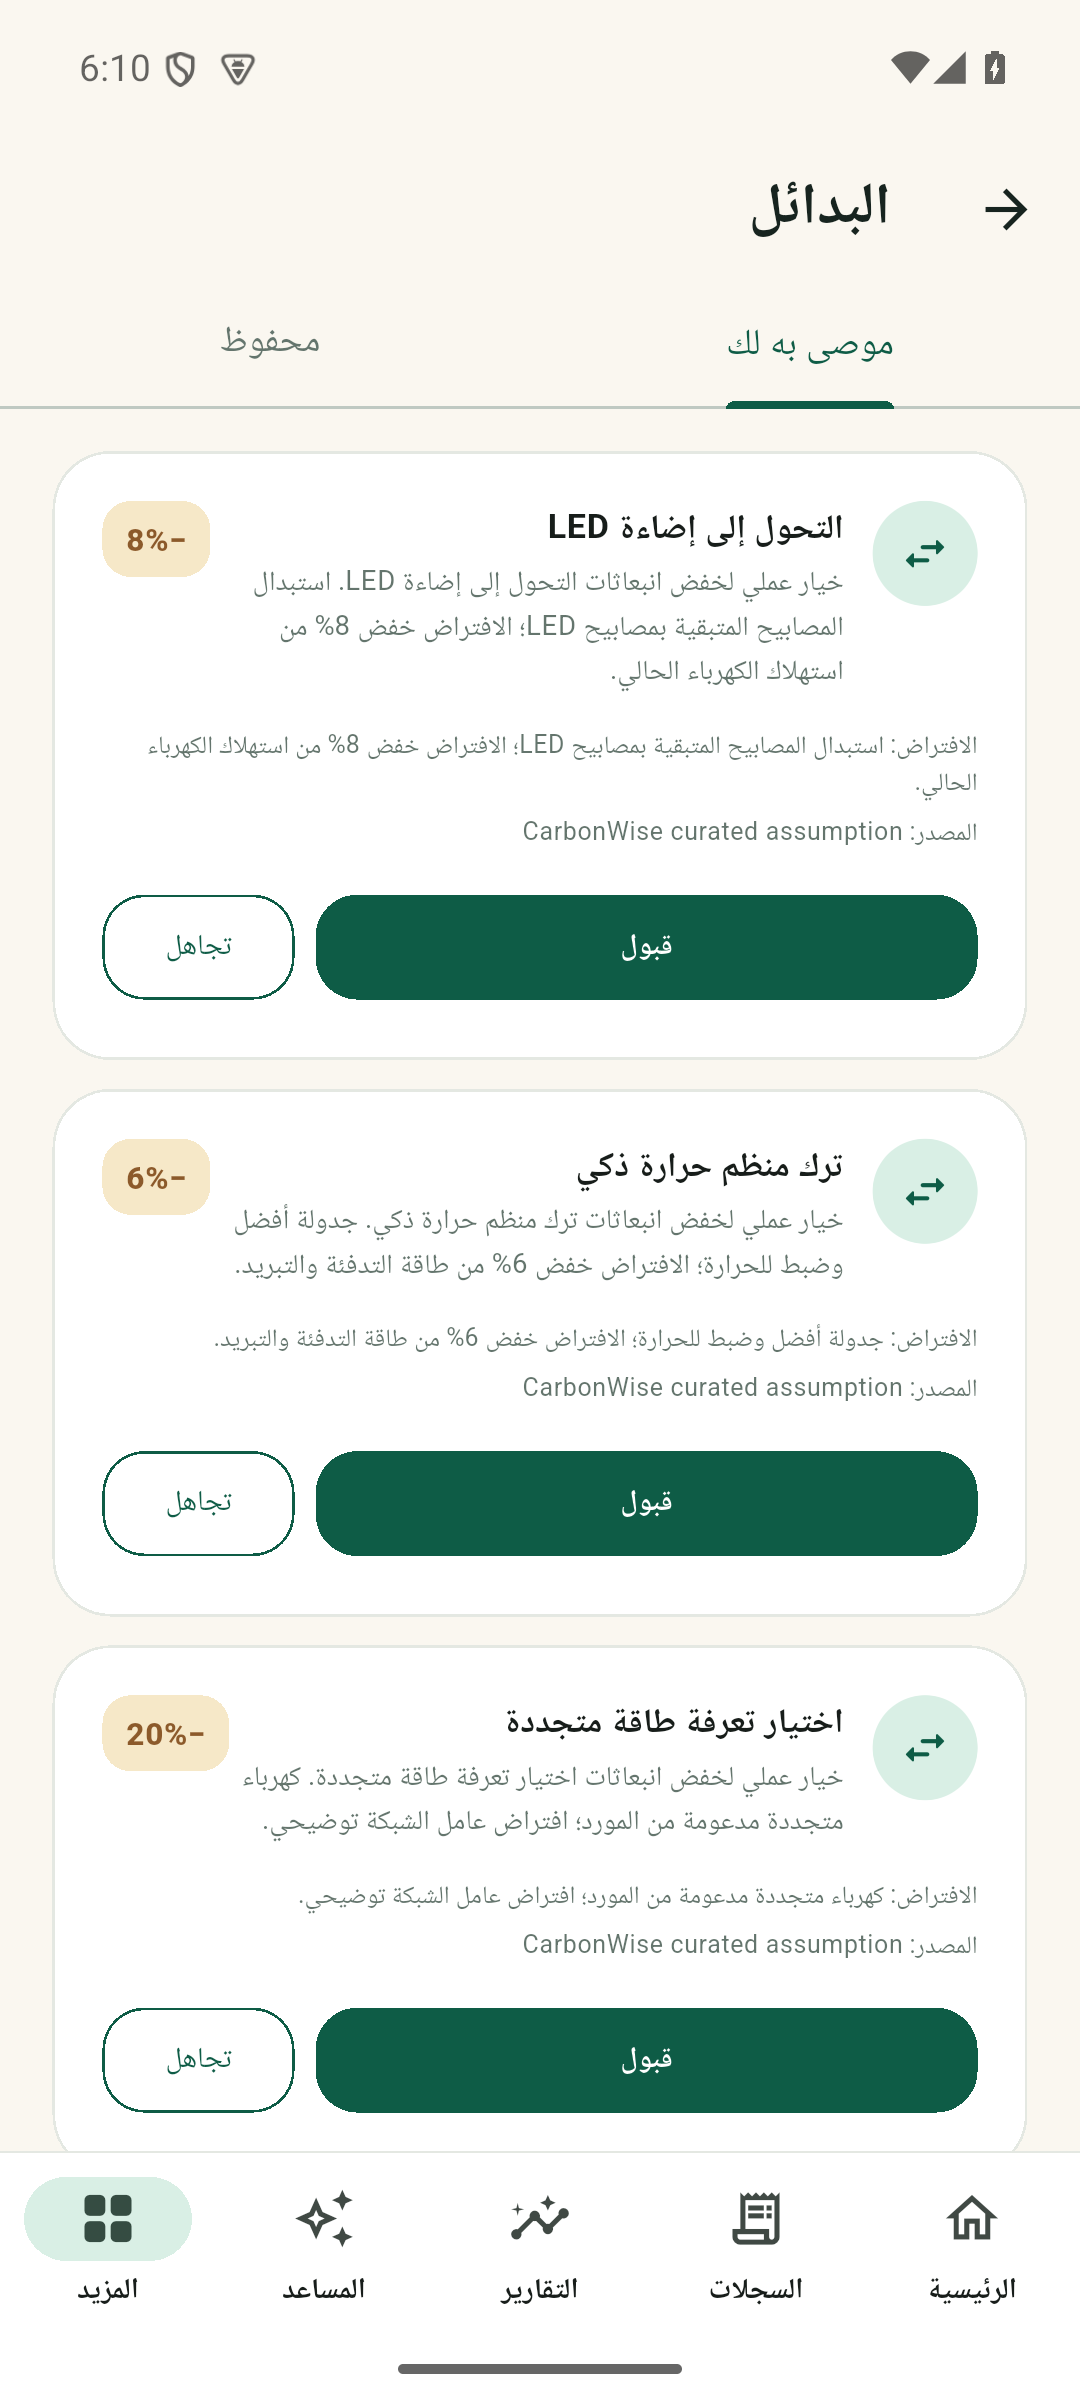 6:10
البدائل
موصى به لك
محفوظ
التحول إلى إضاءة LED
−8%
خيار عملي لخفض انبعاثات التحول إلى إضاءة LED. استبدال
المصابيح المتبقية بمصابيح LED؛ الافتراض خفض 8% من
استهلاك الكهرباء الحالي.
الافتراض: استبدال المصابيح المتبقية بمصابيح LED؛ الافتراض خفض 8% من استهلاك الكهرباء
الحالي.
المصدر: CarbonWise curated assumption
قبول
تجاهل
ترك منظم حرارة ذكي
−6%
خيار عملي لخفض انبعاثات ترك منظم حرارة ذكي. جدولة أفضل
وضبط للحرارة؛ الافتراض خفض 6% من طاقة التدفئة والتبريد.
الافتراض: جدولة أفضل وضبط للحرارة؛ الافتراض خفض 6% من طاقة التدفئة والتبريد.
المصدر: CarbonWise curated assumption
قبول
تجاهل
اختيار تعرفة طاقة متجددة
−20%
خيار عملي لخفض انبعاثات اختيار تعرفة طاقة متجددة. كهرباء
متجددة مدعومة من المورد؛ افتراض عامل الشبكة توضيحي.
الافتراض: كهرباء متجددة مدعومة من المورد؛ افتراض عامل الشبكة توضيحي.
المصدر: CarbonWise curated assumption
قبول
تجاهل
الرئيسية
السجلات
التقارير
المساعد
المزيد